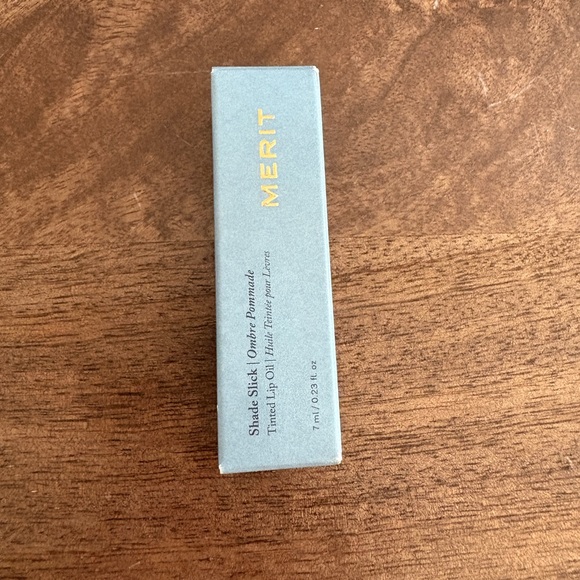 MERIT
Shade Slick | Ombre Pommade
Tinted Lip Oil | Huile Teintée pour Lèvres
7 ml / 0.23 fl. oz